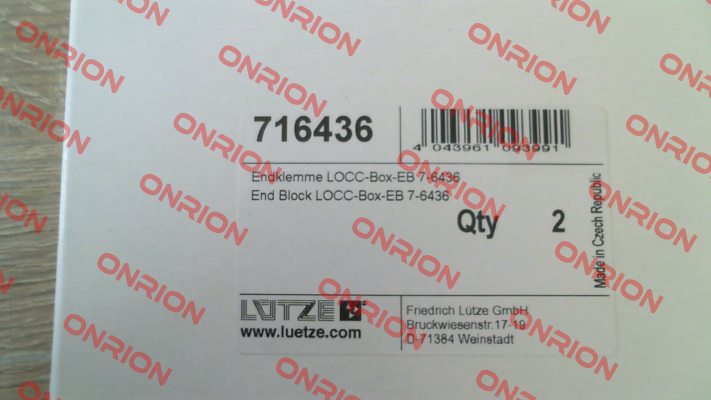 716436
4 043961 093991
Endklemme LOCC-Box-EB 7-6436
End Block LOCC-Box-EB 7-6436
Qty 2
Made in Czech Republic
LÜTZE
www.luetze.com
Friedrich Lütze GmbH
Bruckwiesenstr.17-19
D-71384 Weinstadt
ONRION